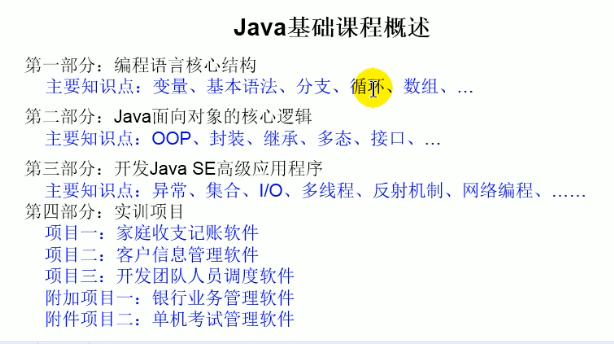 Java基础课程概述
第一部分：编程语言核心结构
主要知识点：变量、基本语法、分支、循环、数组、…
第二部分：Java面向对象的核心逻辑
主要知识点：OOP、封装、继承、多态、接口、…
第三部分：开发Java SE高级应用程序
主要知识点：异常、集合、I/O、多线程、反射机制、网络编程、……
第四部分：实训项目
项目一：家庭收支记账软件
项目二：客户信息管理软件
项目三：开发团队人员调度软件
附加项目一：银行业务管理软件
附件项目二：单机考试管理软件